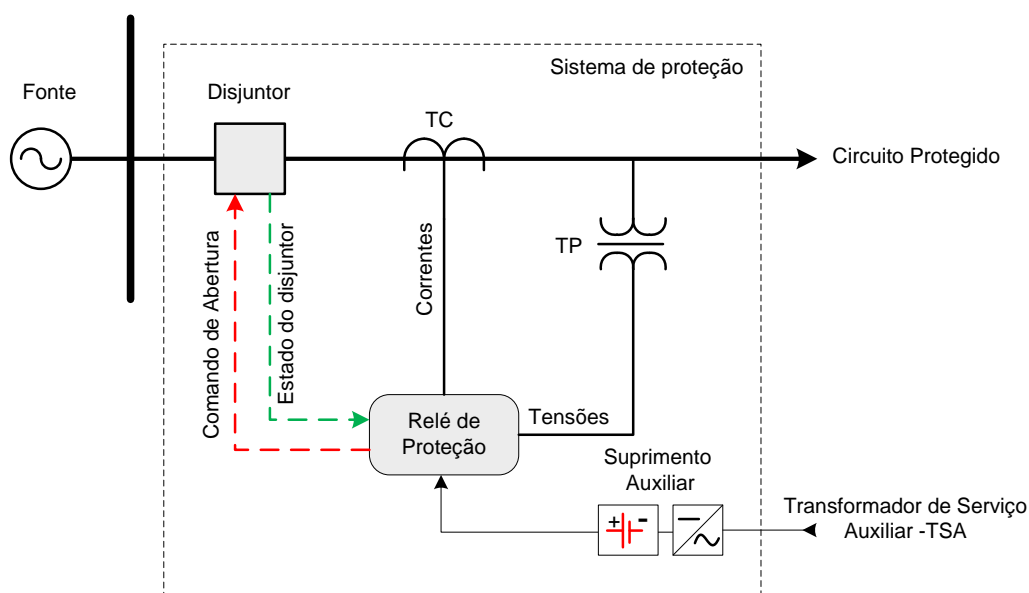 Sistema de proteção
Fonte
Disjuntor
TC
Circuito Protegido
TP
Comando de Abertura
Estado do disjuntor
Correntes
Relé de
Proteção
Tensões
Suprimento
Auxiliar
+ -
Transformador de Serviço
Auxiliar -TSA